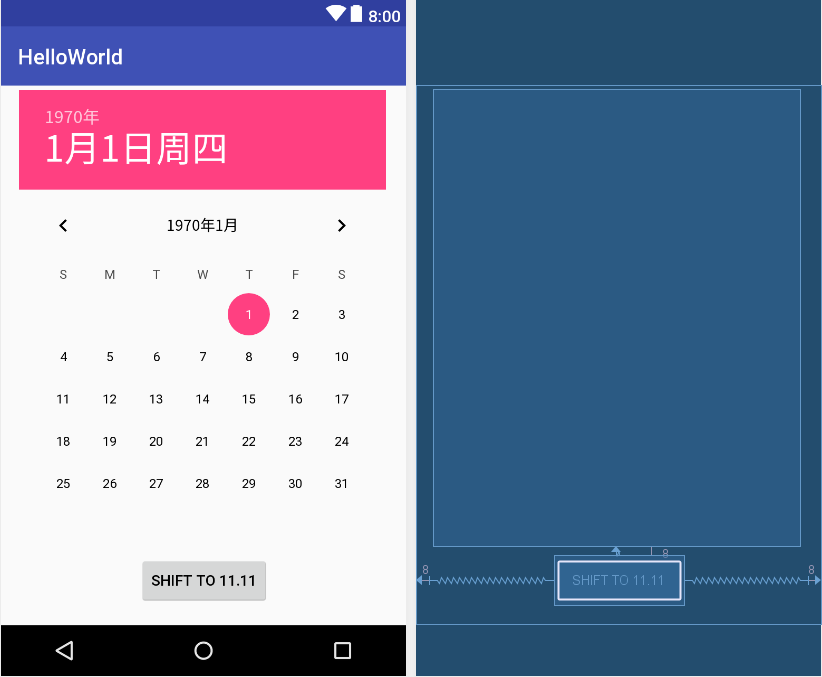 8:00
HelloWorld
1970年
1月1日周四
1970年1月
S M T W T F S
1 2 3
4 5 6 7 8 9 10
11 12 13 14 15 16 17
18 19 20 21 22 23 24
25 26 27 28 29 30 31
SHIFT TO 11.11
8
8
8
SHIFT TO 11.11